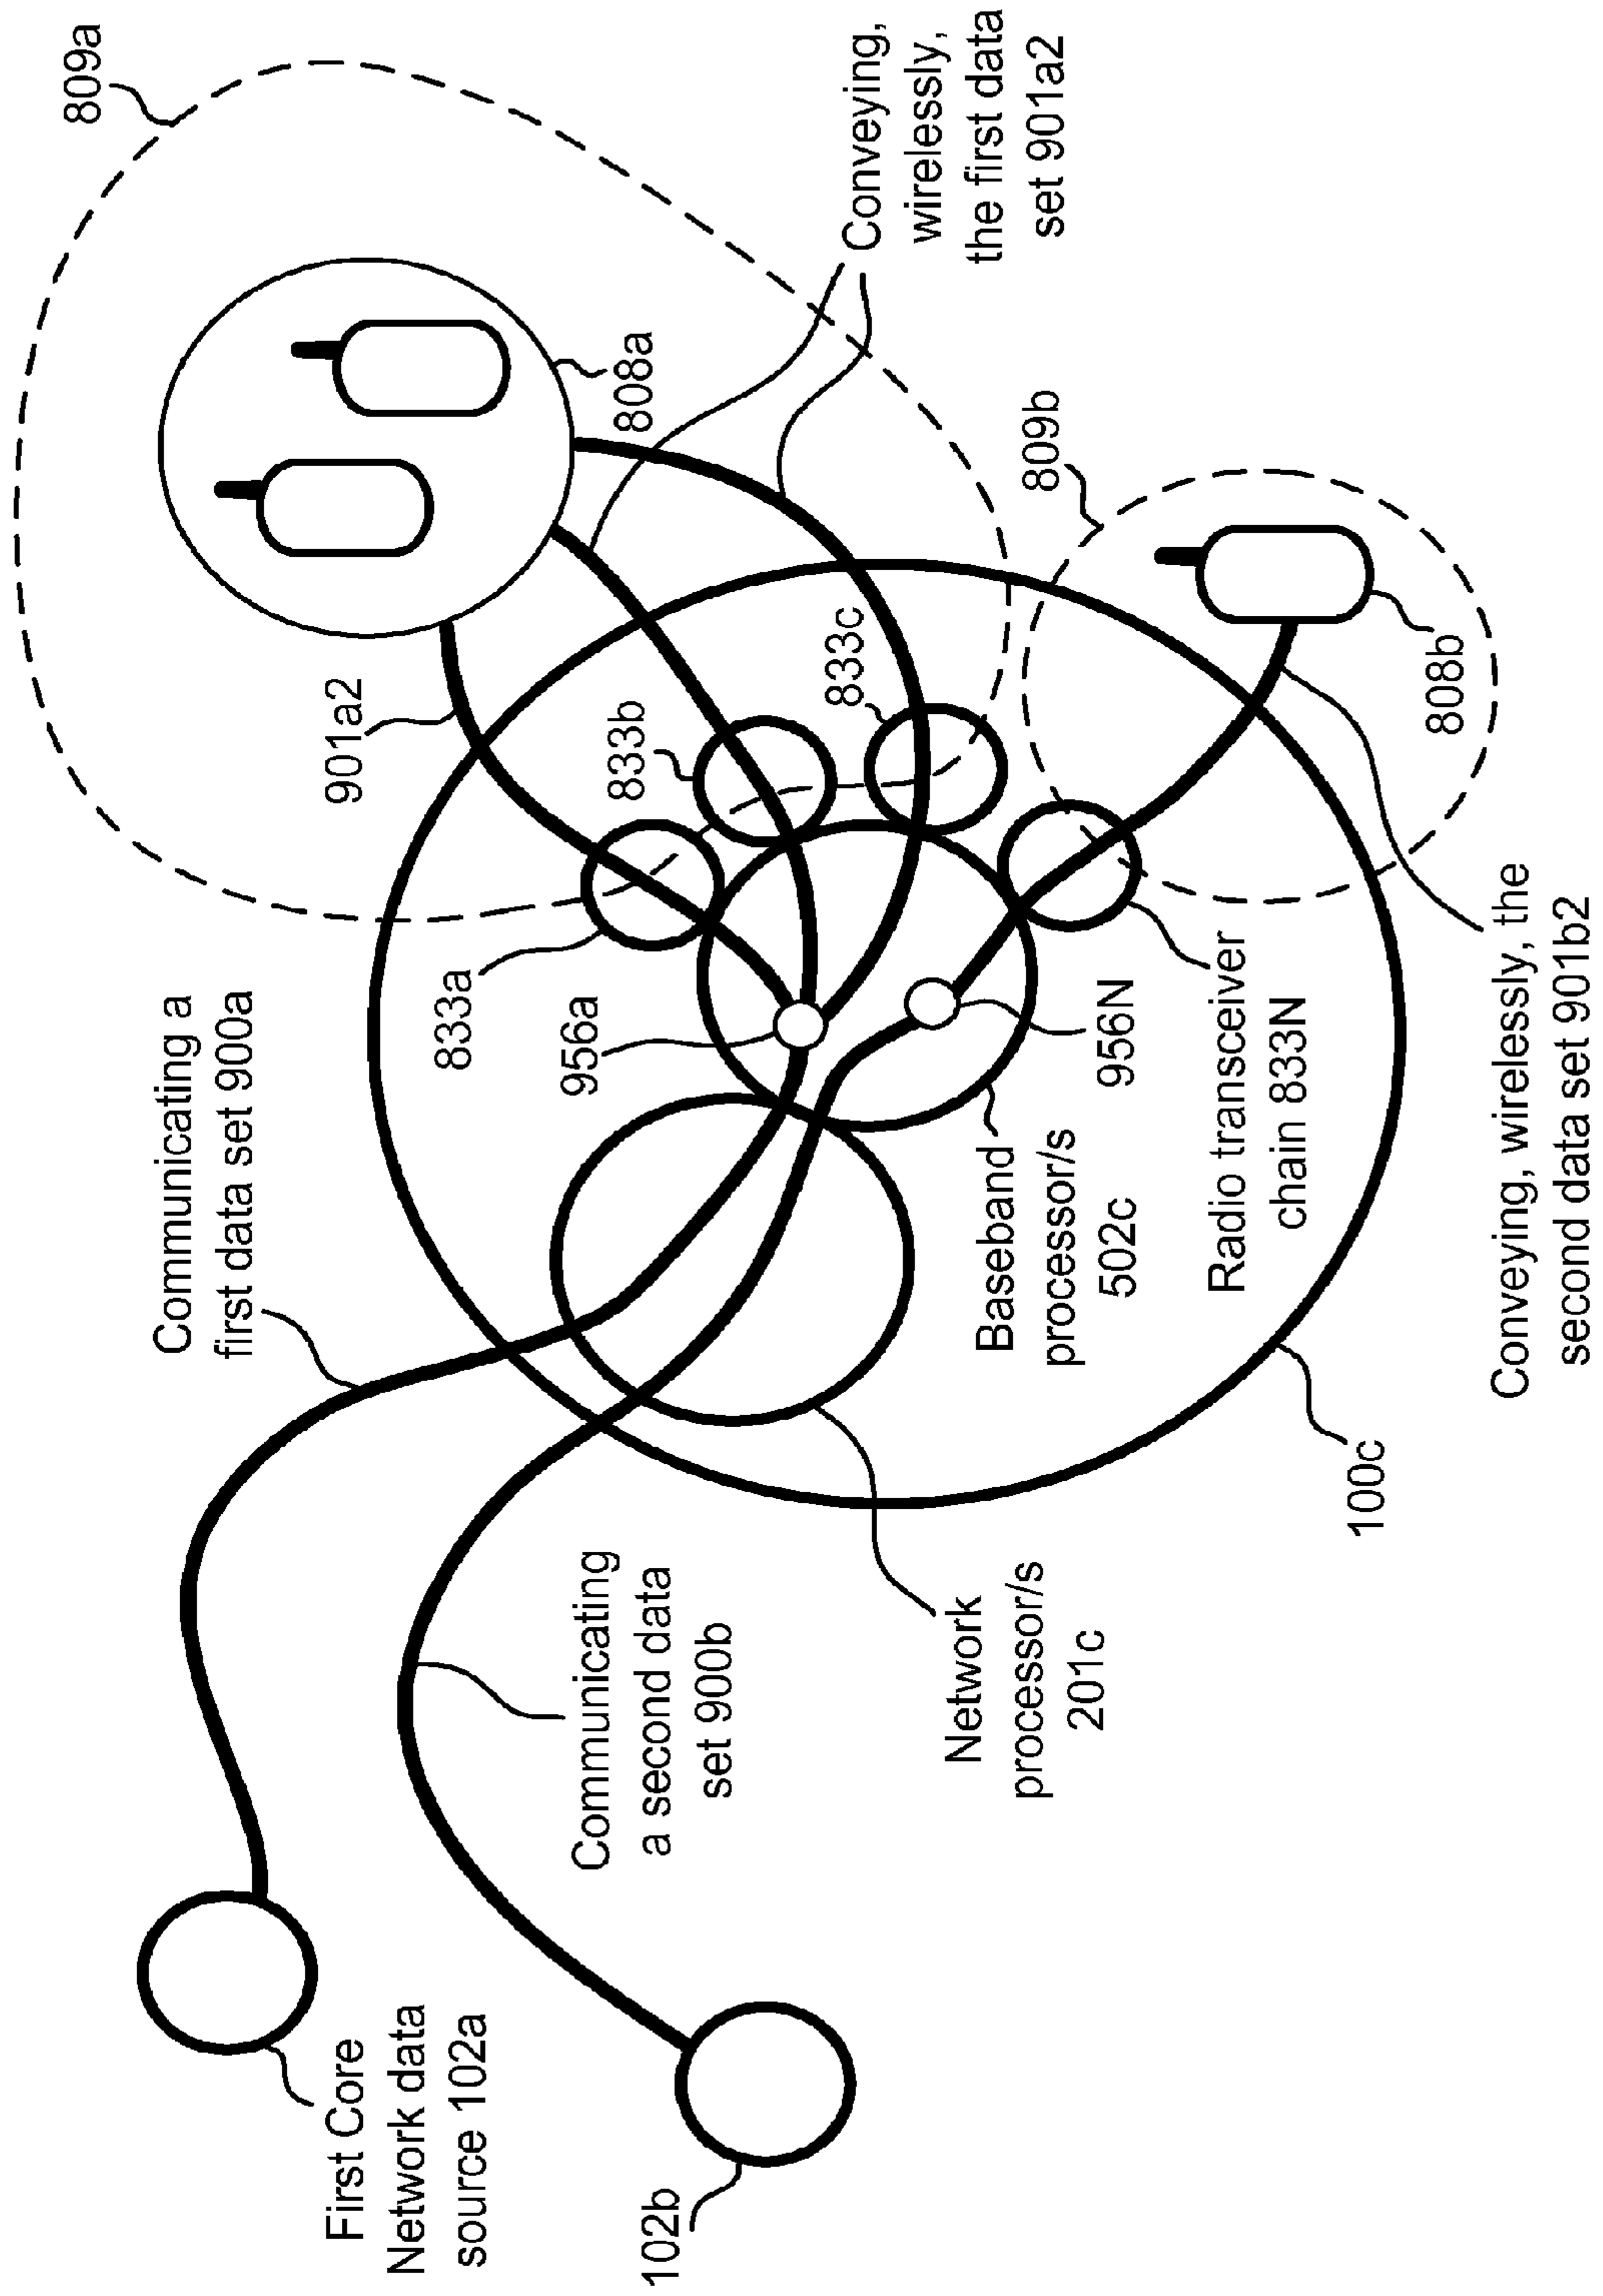 First Core
Network data
source 102a
102b
Communicating a
first data set 900a
Communicating
a second data
set 900b
Network
processor/s
201c
100c
833a
956a
956N
Baseband
processor/s
502c
Radio transceiver
chain 833N
Conveying, wirelessly, the
second data set 901b2
901a2
833b
833c
808a
808b
809a
809b
Conveying,
wirelessly,
the first data
set 901a2